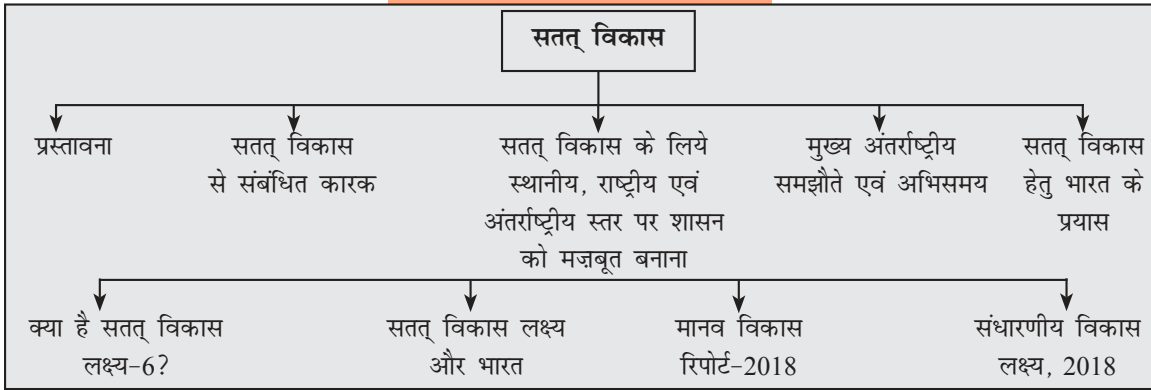 सतत् विकास
प्रस्तावना
सतत् विकास
से संबंधित कारक
सतत् विकास के लिये
स्थानीय, राष्ट्रीय एवं
अंतर्राष्ट्रीय स्तर पर शासन
को मज़बूत बनाना
मुख्य अंतर्राष्ट्रीय
समझौते एवं अभिसमय
सतत् विकास
हेतु भारत के
प्रयास
क्या है सतत् विकास
लक्ष्य-6?
सतत् विकास लक्ष्य
और भारत
मानव विकास
रिपोर्ट-2018
संधारणीय विकास
लक्ष्य, 2018